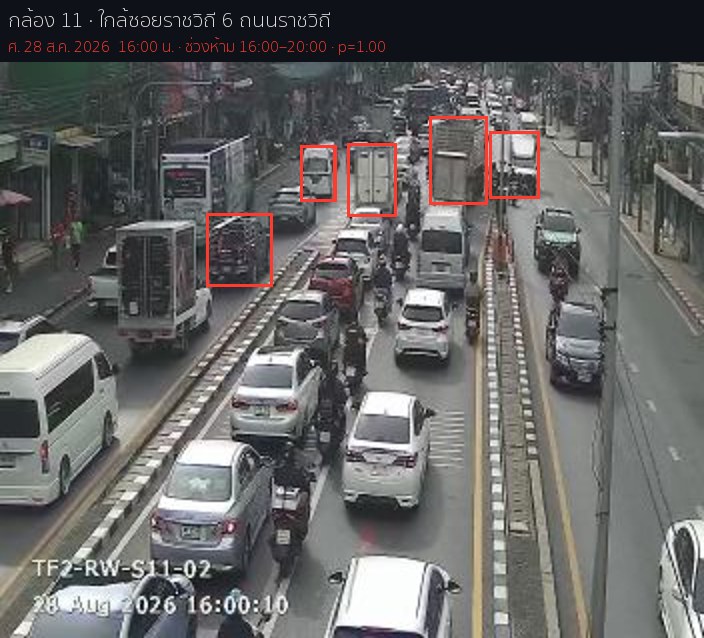 กล้อง 11 · ใกล้ซอยราชวิถี 6 ถนนราชวิถี
ศ. 28 ส.ค. 2026 16:00 น. · ช่วงห้าม 16:00–20:00 · p=1.00
TF2-RW-S11-02
28 Aug 2026 16:00:10